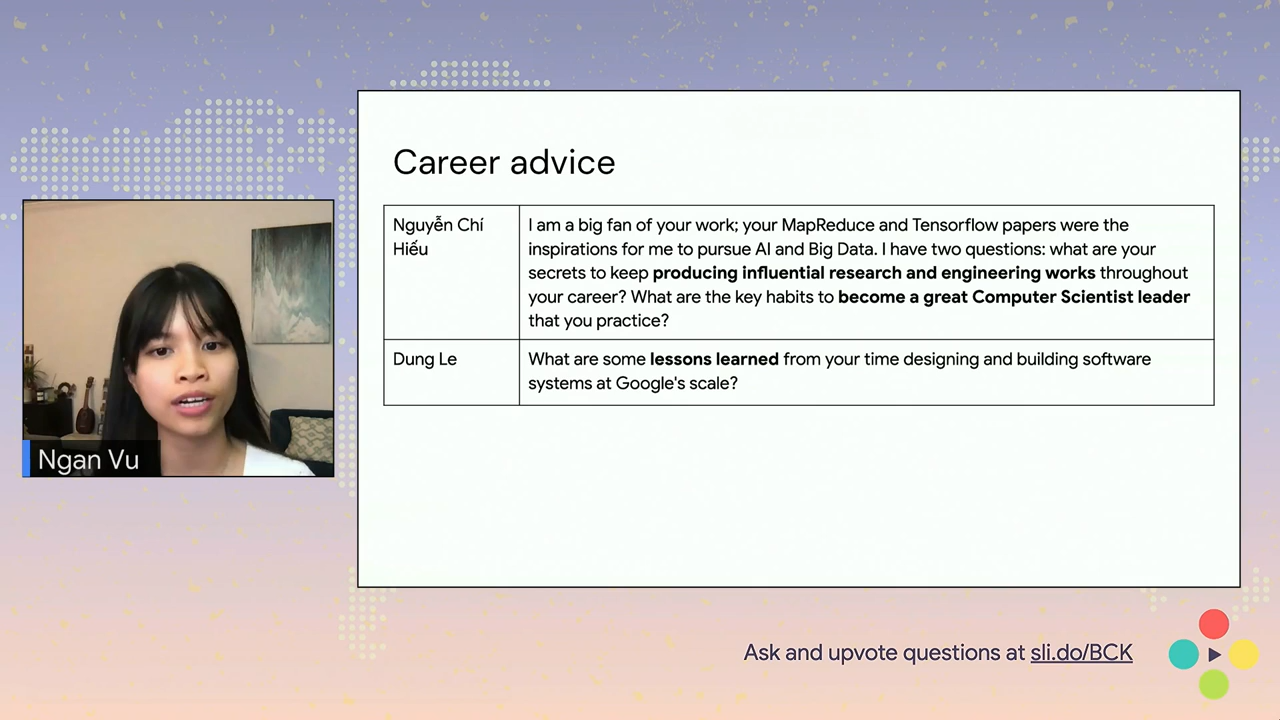 Career advice
Nguyễn Chí
Hiếu
I am a big fan of your work; your MapReduce and Tensorflow papers were the
inspirations for me to pursue AI and Big Data. I have two questions: what are your
secrets to keep producing influential research and engineering works throughout
your career? What are the key habits to become a great Computer Scientist leader
that you practice?
Dung Le
What are some lessons learned from your time designing and building software
systems at Google's scale?
Ngan Vu
Ask and upvote questions at sli.do/BCK